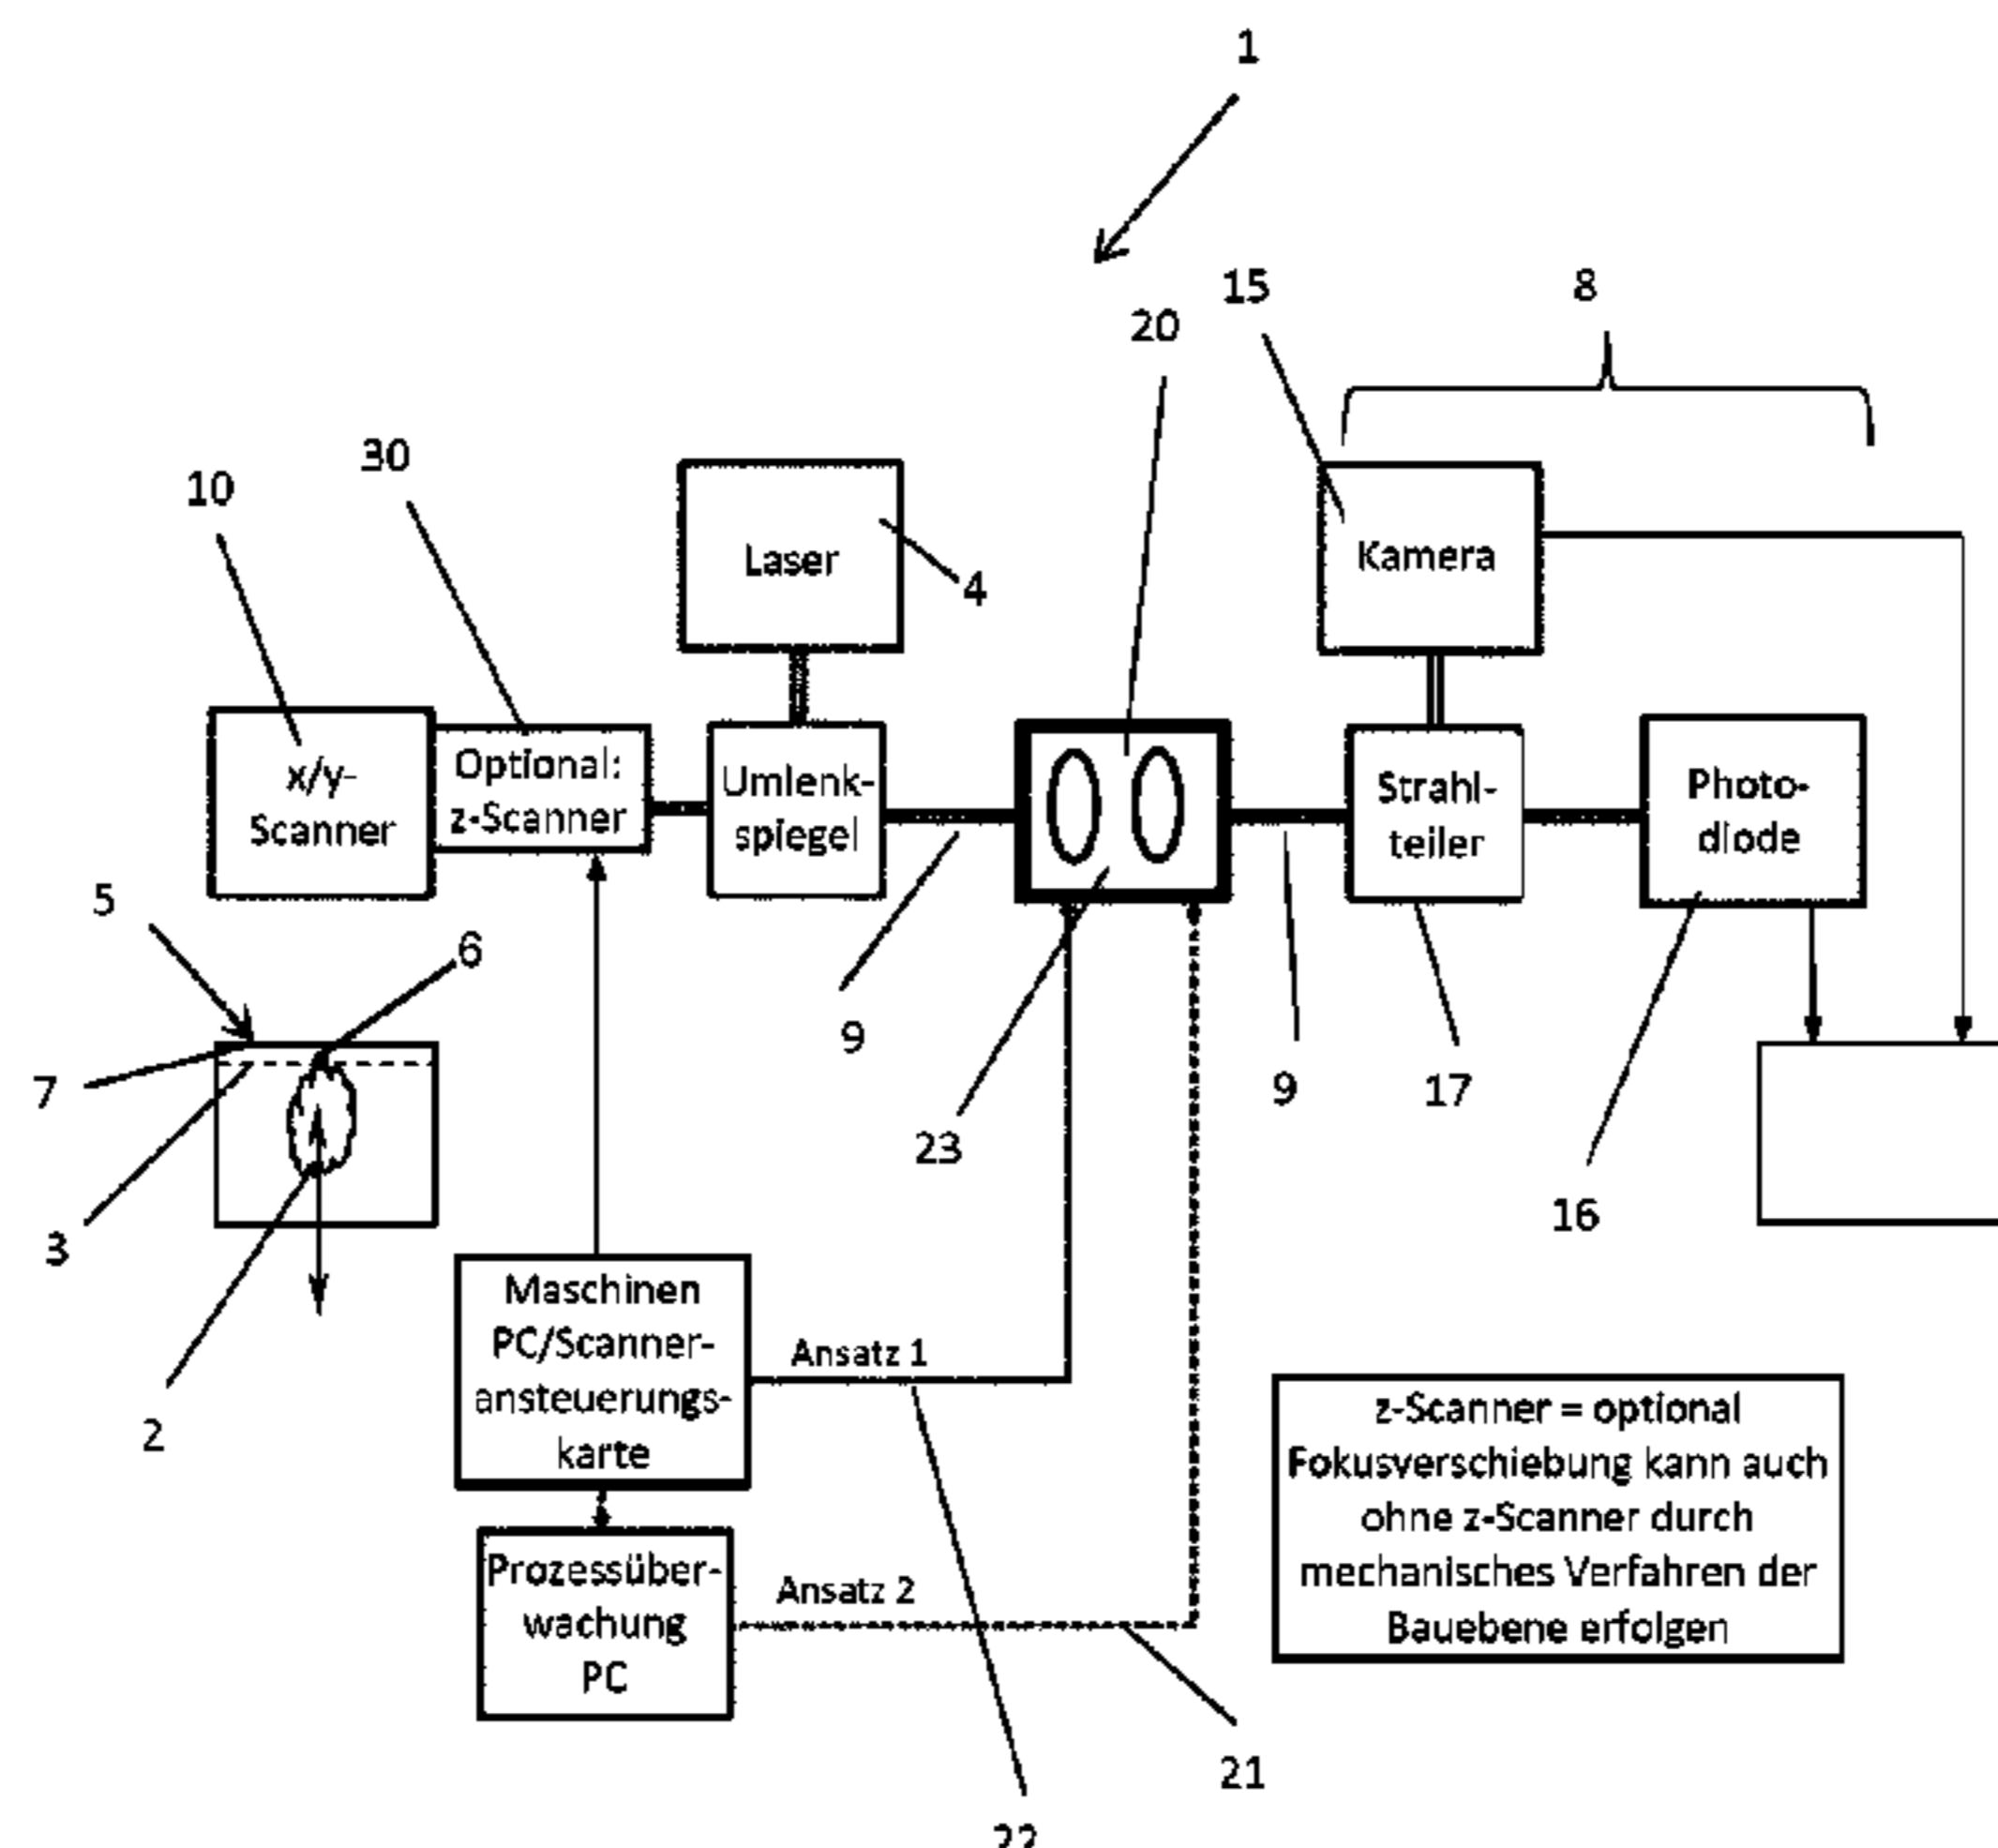 1
15
8
20
30
10
Laser
4
Kamera
x/y-
Scanner
Optional:
z-Scanner
Umlenk-
spiegel
Strahl-
teiler
Photo-
diode
5
6
7
9
23
9
17
16
3
2
Maschinen
PC/Scanner-
ansteuerungs-
karte
Ansatz 1
Prozessüber-
wachung
PC
Ansatz 2
z-Scanner = optional
Fokusverschiebung kann auch
ohne z-Scanner durch
mechanisches Verfahren der
Bauebene erfolgen
21
22